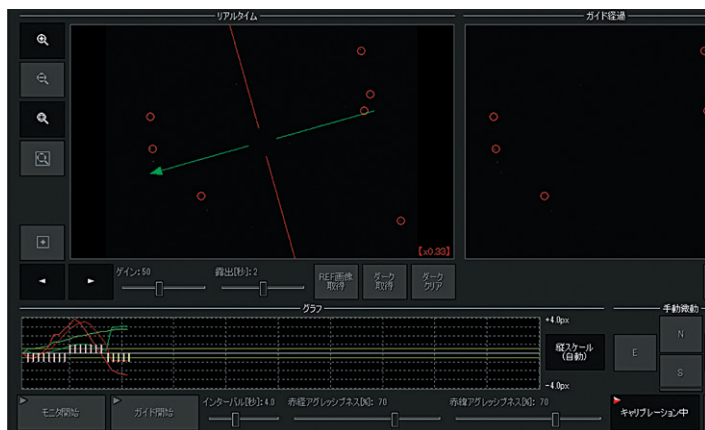 リアルタイム
ガイド経過
[x0.33]
ゲイン:50
露出[秒]:2
REF画像
取得
ダーク
取得
ダーク
クリア
グラフ
+4.0px
縦スケール
(自動)
-4.0px
手動微動
N
E
S
モニタ開始
ガイド開始
インターバル[秒]:4.0
赤経アグレッシブネス[%]: 70
赤緯アグレッシブネス[%]: 70
キャリブレーション中